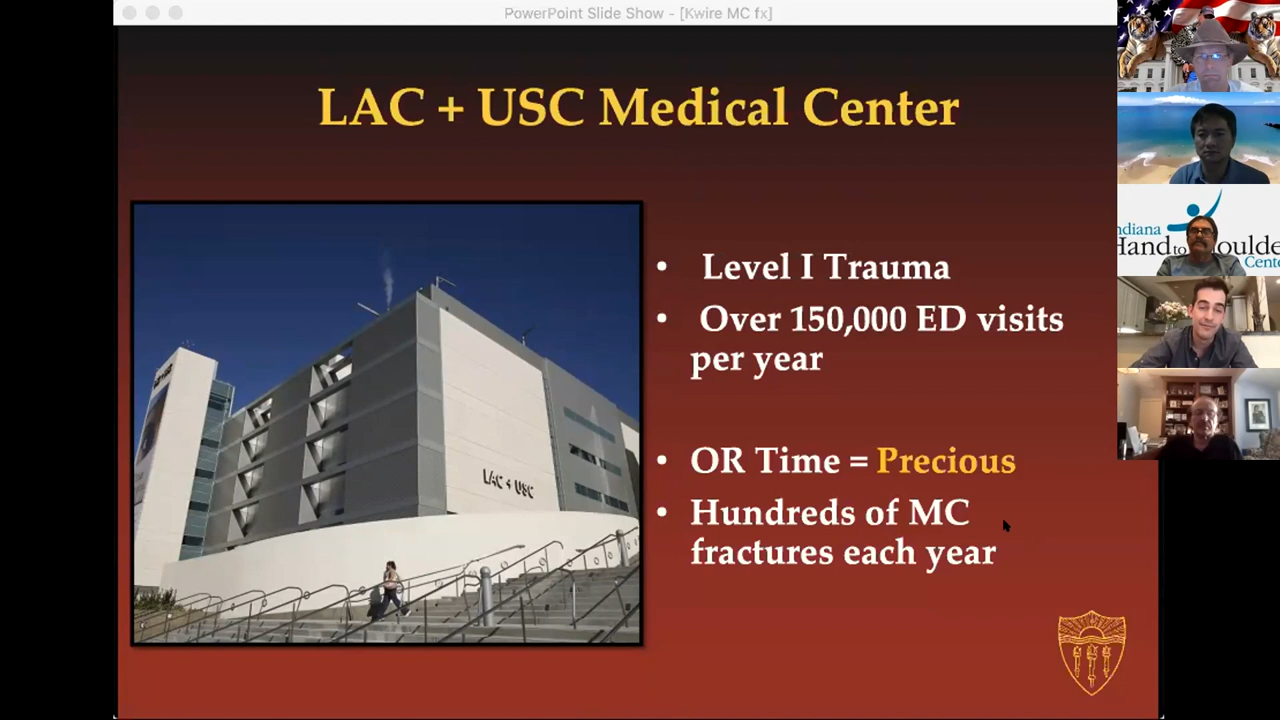 PowerPoint Slide Show - [Kwire MC fx]
LAC + USC Medical Center
• Level I Trauma
• Over 150,000 ED visits
per year
• OR Time = Precious
• Hundreds of MC
fractures each year
LAC + USC
ndiana
Hand to houlde
Cente